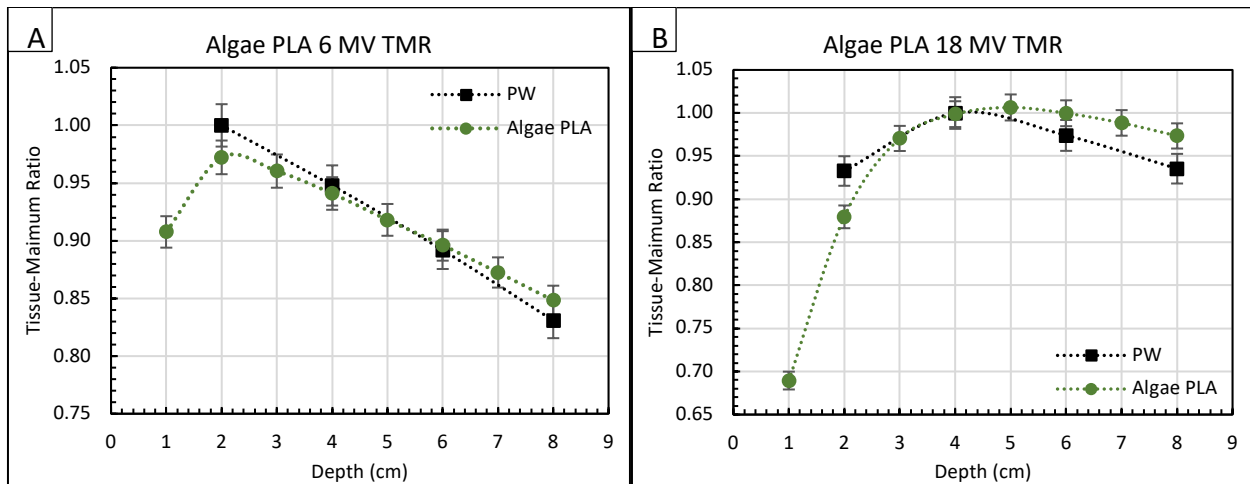 A
Algae PLA 6 MV TMR
1.05
1.00
0.95
0.90
0.85
0.80
0.75
Tissue-Maimum Ratio
PW
Algae PLA
0 1 2 3 4 5 6 7 8 9
Depth (cm)
B
Algae PLA 18 MV TMR
1.05
1.00
0.95
0.90
0.85
0.80
0.75
0.70
0.65
Tissue-Maimum Ratio
PW
Algae PLA
0 1 2 3 4 5 6 7 8 9
Depth (cm)